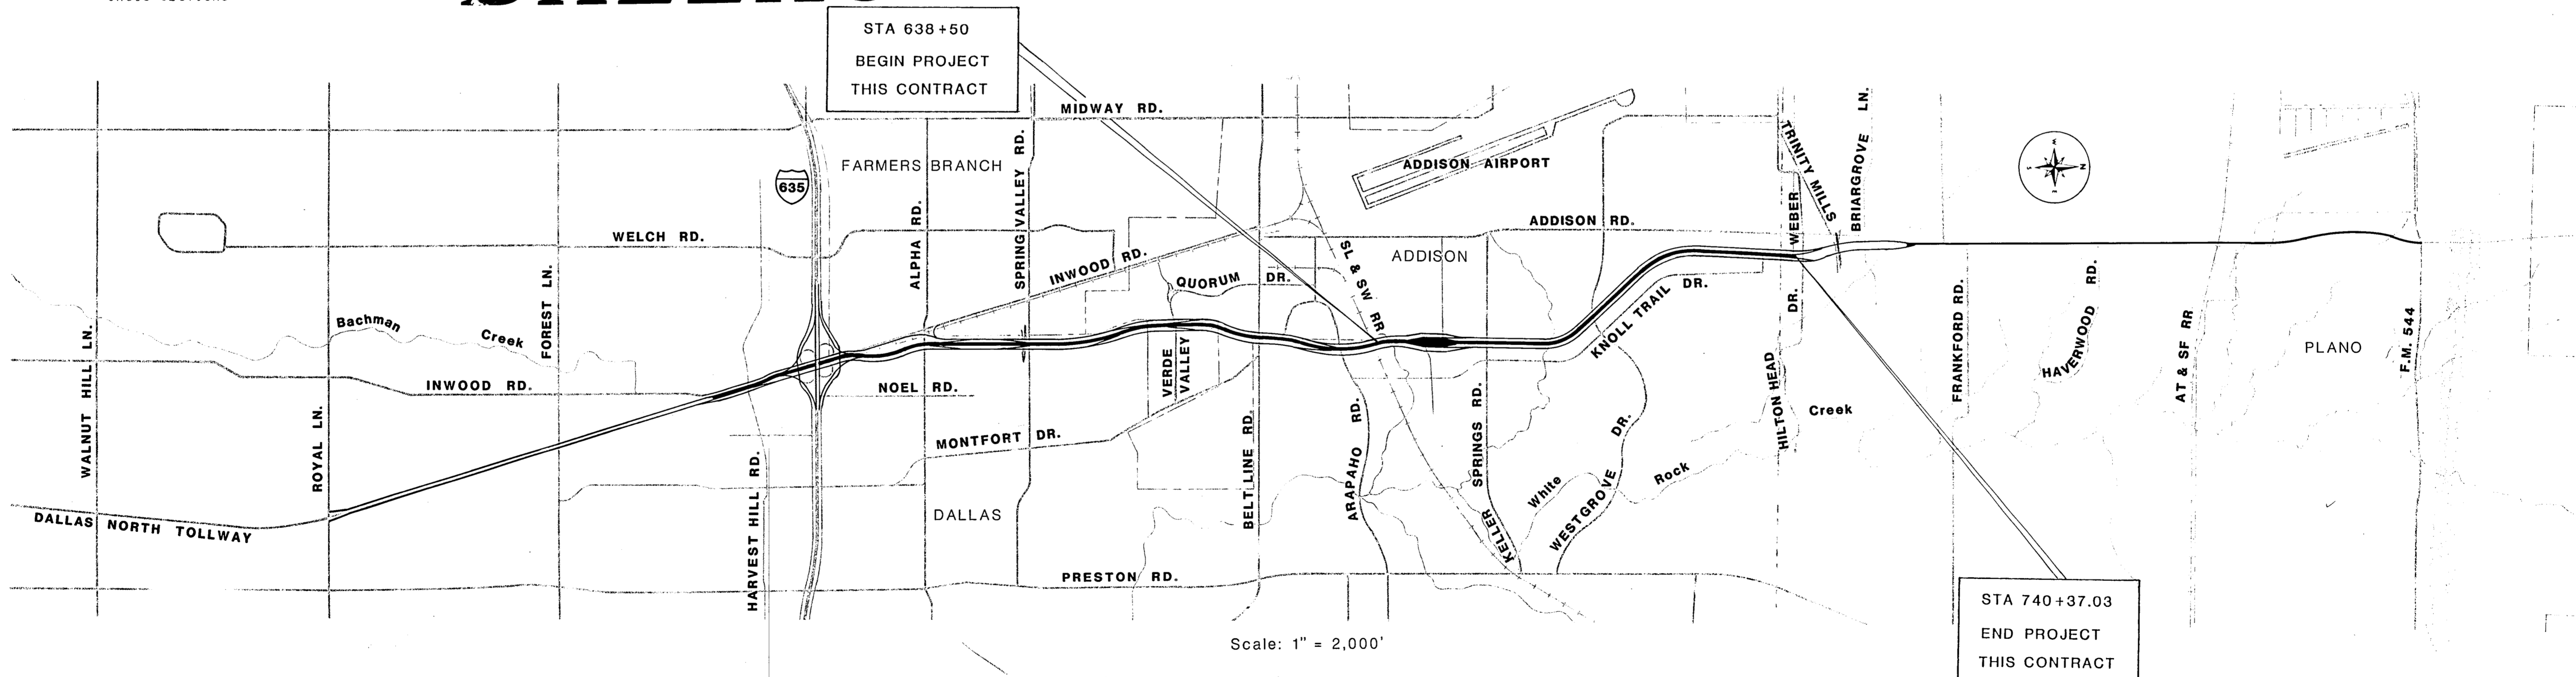 STA 638+50
BEGIN PROJECT
THIS CONTRACT
MIDWAY RD.
FARMERS BRANCH
635
ADDISON AIRPORT
TRINITY MILLS
BRIARGROVE LN.
WEBER
DR.
WELCH RD.
ALPHA RD.
SPRING VALLEY RD.
INWOOD RD.
QUORUM DR.
SL & SW RR
ADDISON
ADDISON RD.
KNOLL TRAIL DR.
W
S
N
E
Bachman
Creek
FOREST LN.
WALNUT HILL LN.
ROYAL LN.
INWOOD RD.
NOEL RD.
VERDE
VALLEY
MONTFORT DR.
HARVEST HILL RD.
DALLAS
BELT LINE RD.
ARAPAHO RD.
KELLER SPRINGS RD.
White Rock Creek
WESTGROVE DR.
HILTON HEAD
FRANKFORD RD.
HAVERWOOD RD.
AT & SF RR
PLANO
F.M. 544
DALLAS NORTH TOLLWAY
PRESTON RD.
Scale: 1" = 2,000'
STA 740+37.03
END PROJECT
THIS CONTRACT